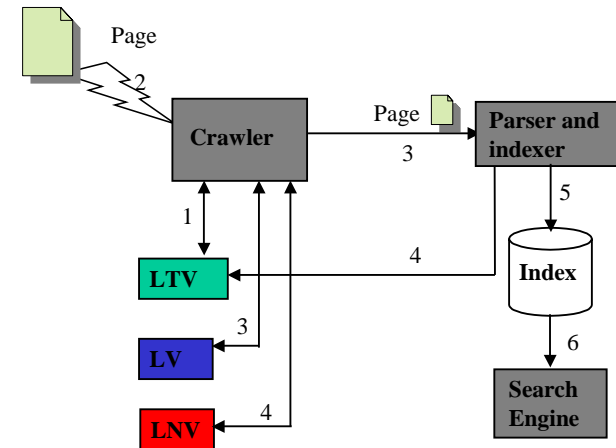 Page
2
Crawler
Page
3
Parser and
indexer
1
5
4
LTV
Index
3
LV
6
4
LNV
Search
Engine